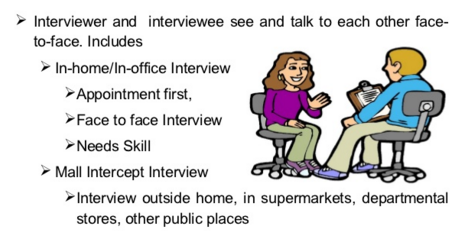 ➢ Interviewer and interviewee see and talk to each other face-
to-face. Includes
➢ In-home/In-office Interview
➢Appointment first,
➢Face to face Interview
➢Needs Skill
➢ Mall Intercept Interview
➢Interview outside home, in supermarkets, departmental
stores, other public places